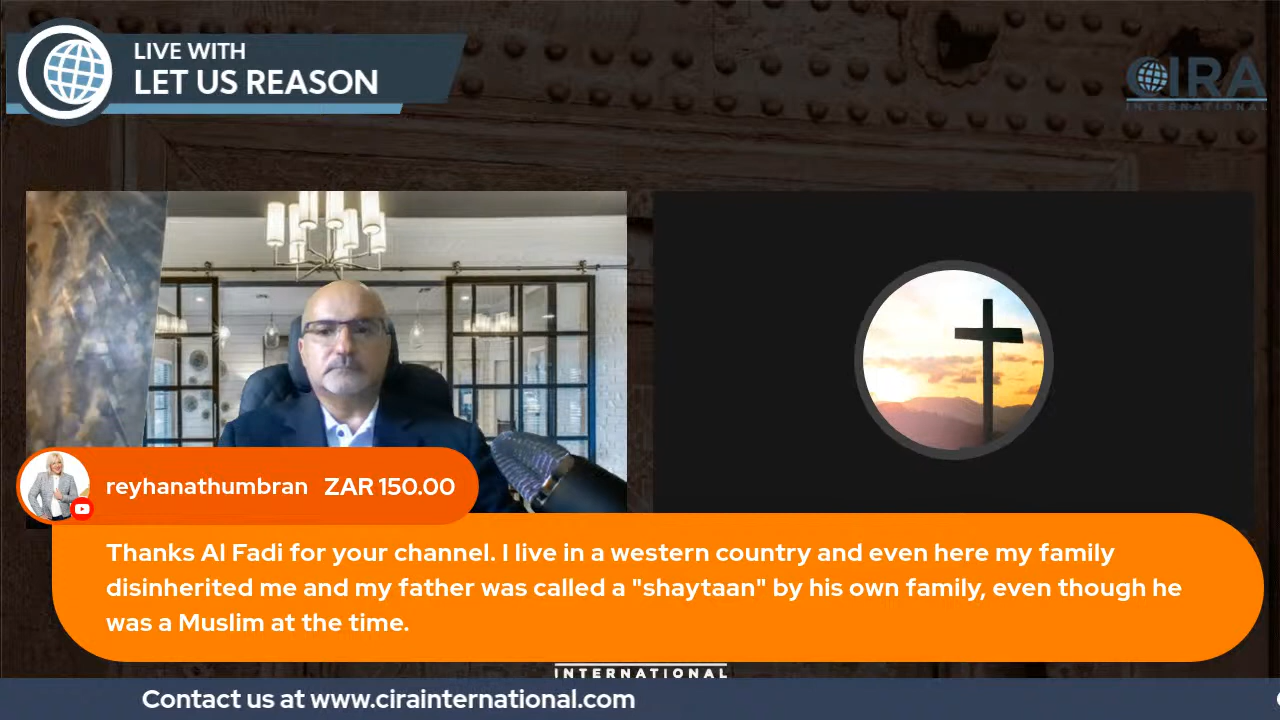 LIVE WITH
LET US REASON
CIRA
INTERNATIONAL
reyhanathumbran ZAR 150.00
Thanks Al Fadi for your channel. I live in a western country and even here my family
disinherited me and my father was called a "shaytaan" by his own family, even though he
was a Muslim at the time.
INTERNATIONAL
Contact us at www.cirainternational.com